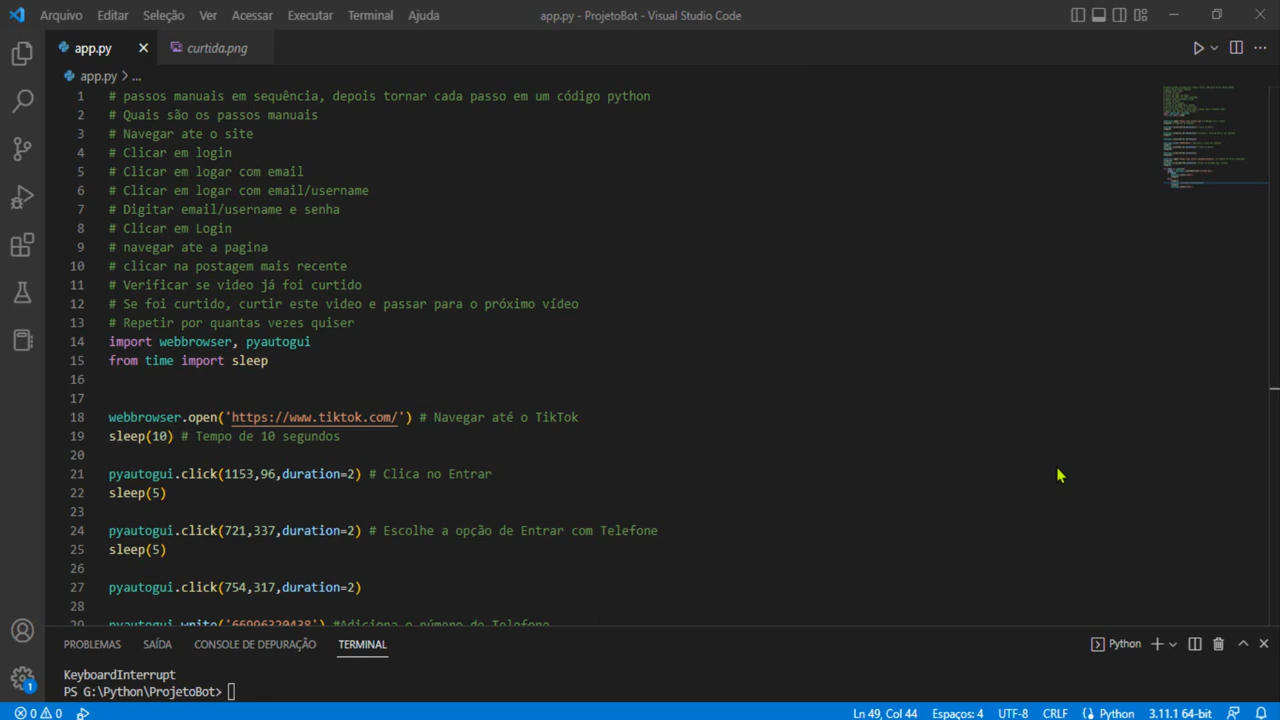 Arquivo Editar Seleção Ver Acessar Executar Terminal Ajuda app.py - ProjetoBot - Visual Studio Code
app.py curtida.png
app.py > ...
1 # passos manuais em sequência, depois tornar cada passo em um código python
2 # Quais são os passos manuais
3 # Navegar ate o site
4 # Clicar em login
5 # Clicar em logar com email
6 # Clicar em logar com email/username
7 # Digitar email/username e senha
8 # Clicar em Login
9 # navegar ate a pagina
10 # clicar na postagem mais recente
11 # Verificar se video já foi curtido
12 # Se foi curtido, curtir este video e passar para o próximo vídeo
13 # Repetir por quantas vezes quiser
14 import webbrowser, pyautogui
15 from time import sleep
16
17
18 webbrowser.open('https://www.tiktok.com/') # Navegar até o TikTok
19 sleep(10) # Tempo de 10 segundos
20
21 pyautogui.click(1153,96,duration=2) # Clica no Entrar
22 sleep(5)
23
24 pyautogui.click(721,337,duration=2) # Escolhe a opção de Entrar com Telefone
25 sleep(5)
26
27 pyautogui.click(754,317,duration=2)
28
29 pyautogui.write('66996320438') #Adiciona o número de Telefone
PROBLEMAS SAÍDA CONSOLE DE DEPURAÇÃO TERMINAL Python
KeyboardInterrupt
PS G:\Python\ProjetoBot>
1
0 0 Ln 49, Col 44 Espaços: 4 UTF-8 CRLF Python 3.11.1 64-bit